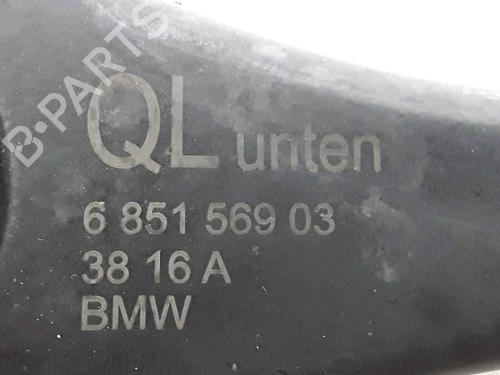 B-PARTS
QL unten
6 851 569 03
38 16 A
BMW